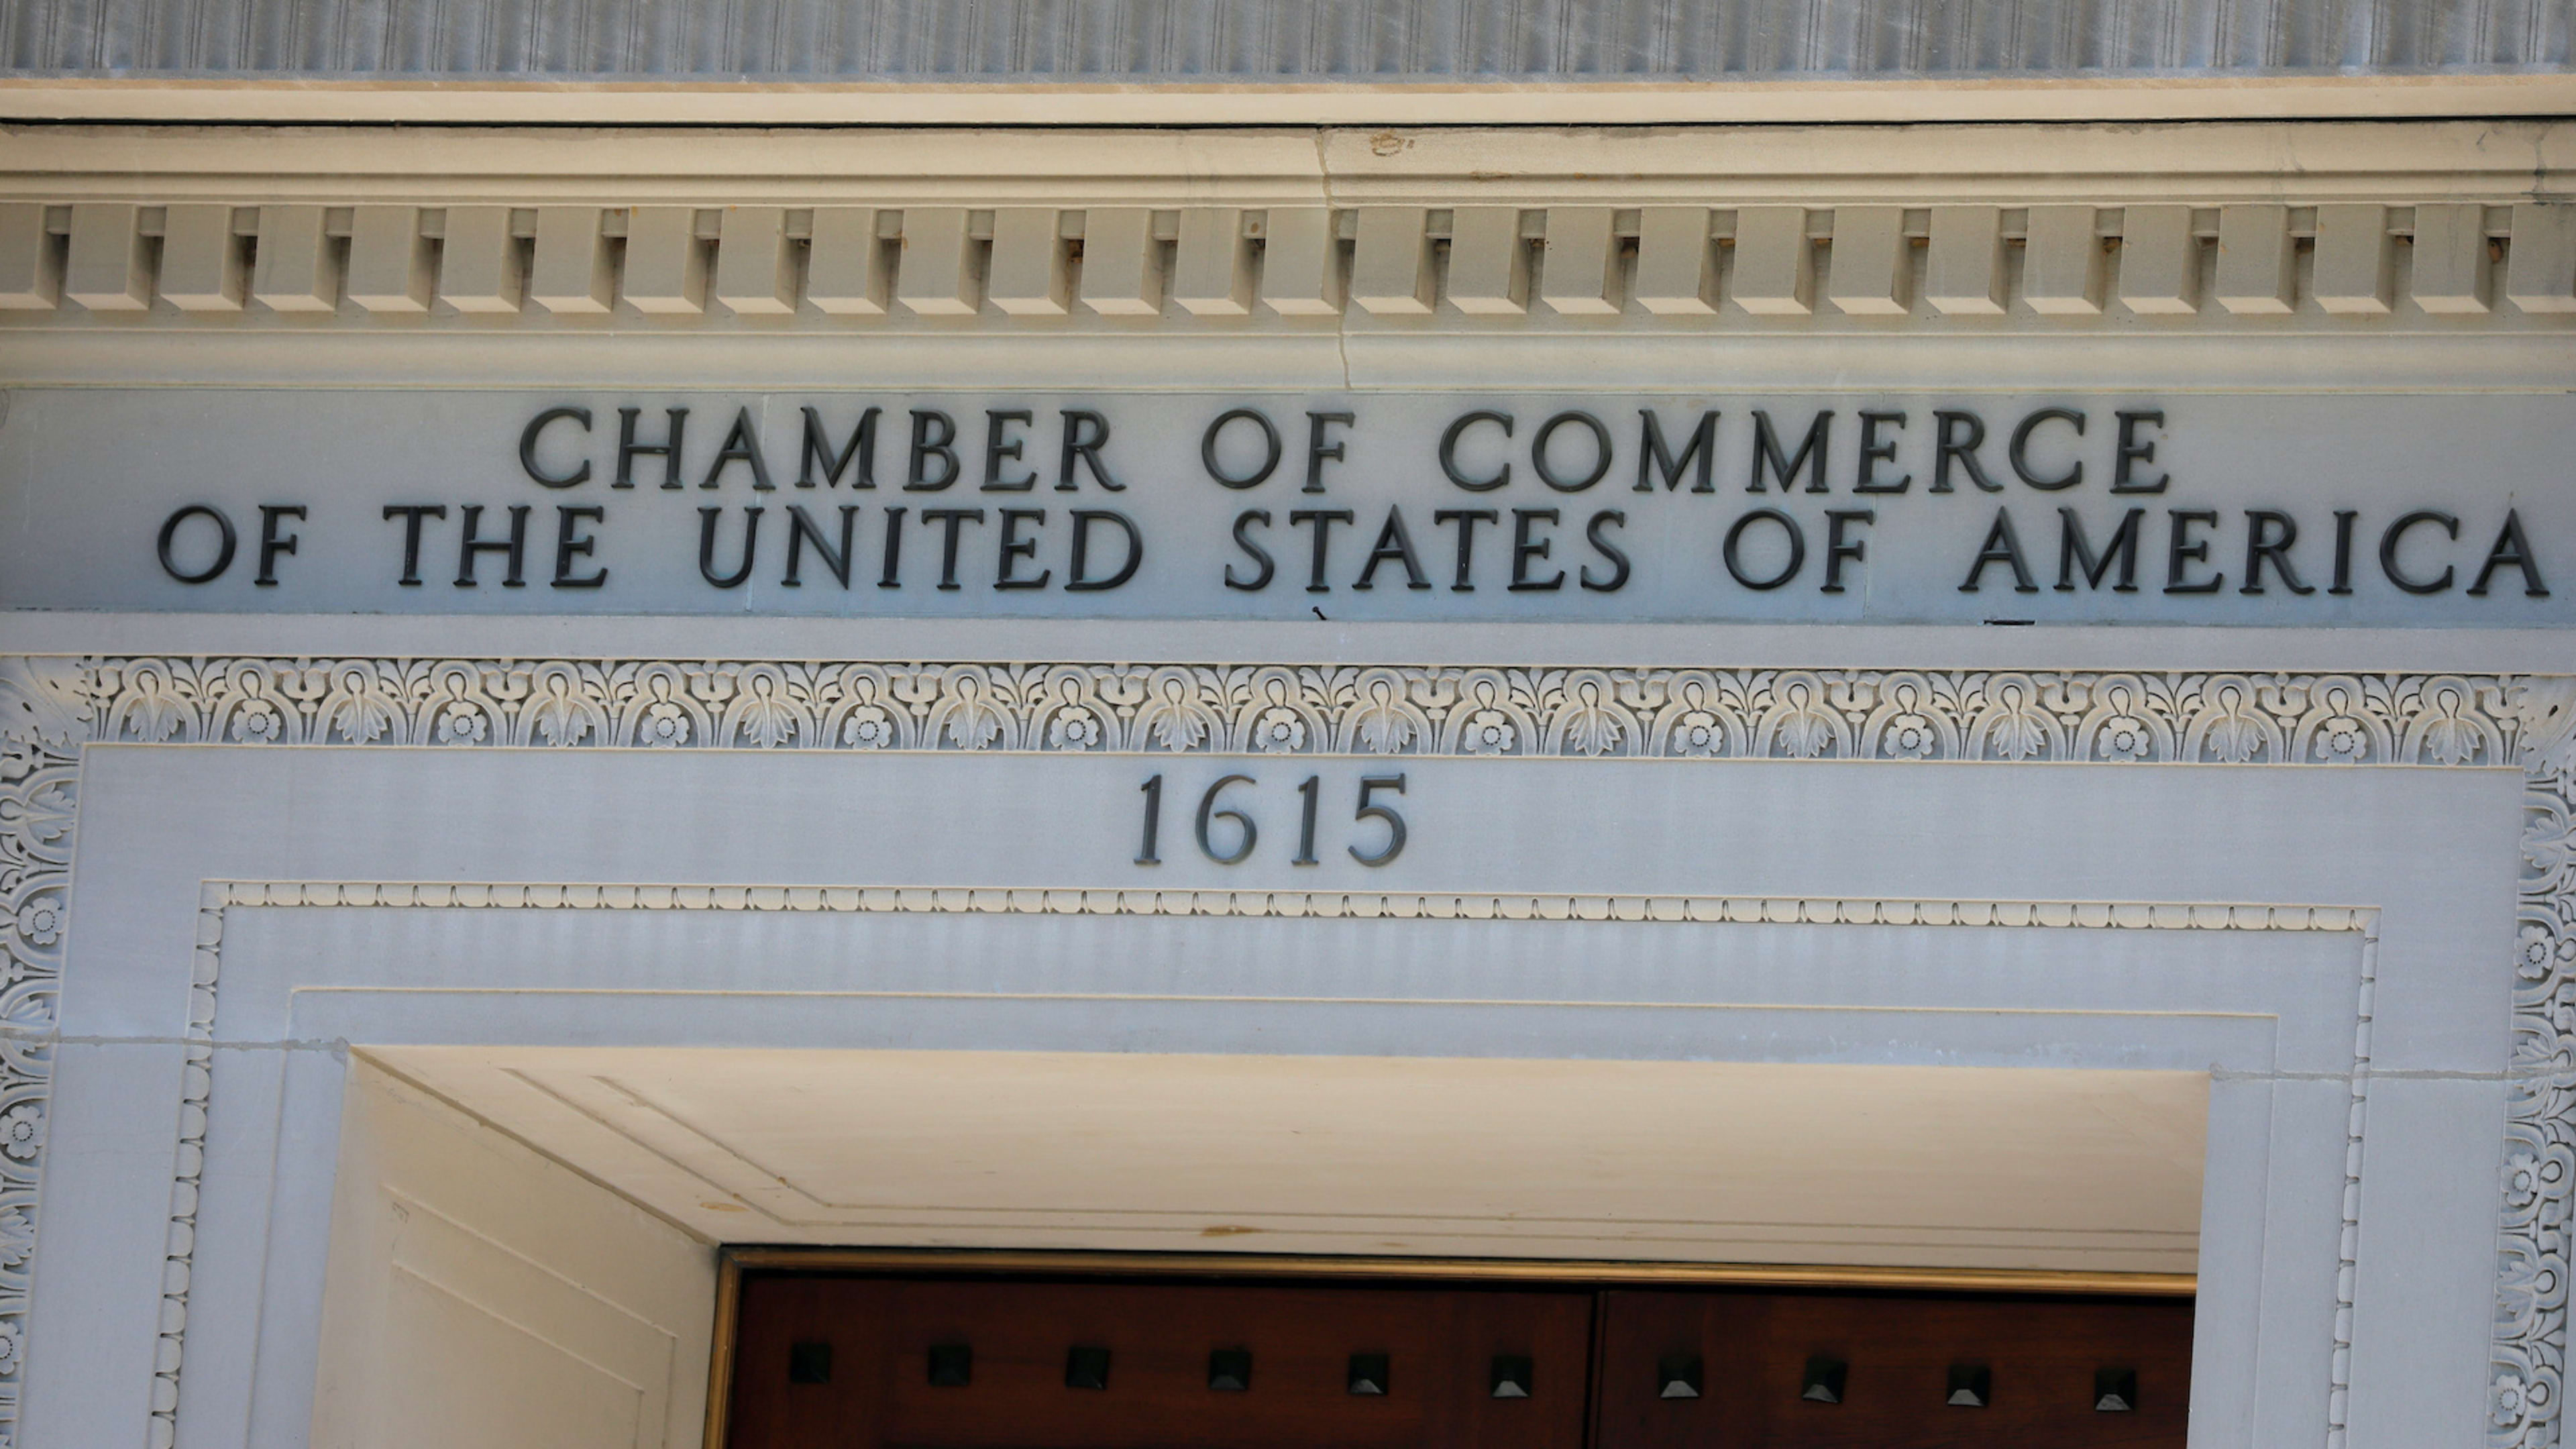 CHAMBER OF COMMERCE
OF THE UNITED STATES OF AMERICA
1615